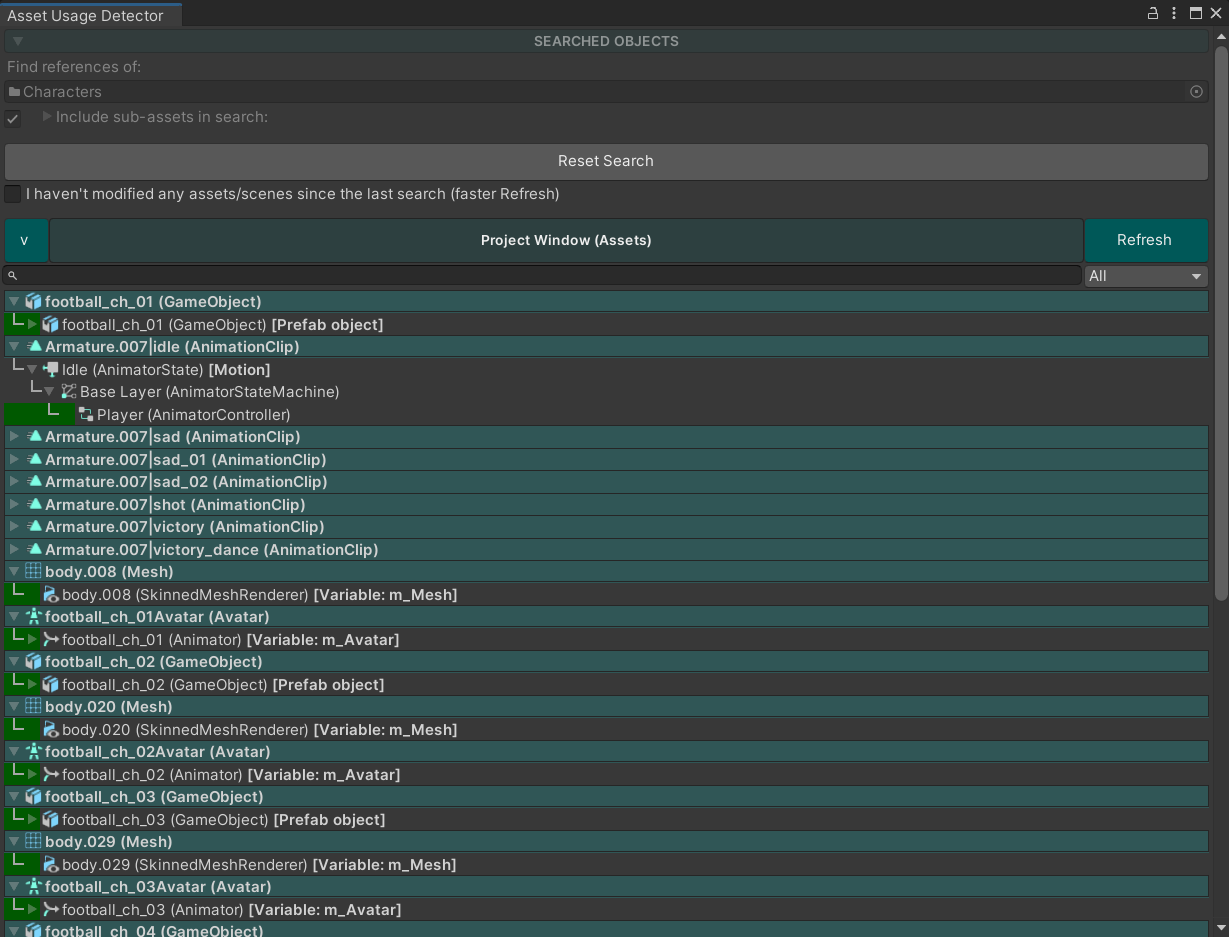 Asset Usage Detector
SEARCHED OBJECTS
Find references of:
Characters
Include sub-assets in search:
Reset Search
I haven't modified any assets/scenes since the last search (faster Refresh)
v Project Window (Assets) Refresh
All
football_ch_01 (GameObject)
football_ch_01 (GameObject) [Prefab object]
Armature.007|idle (AnimationClip)
Idle (AnimatorState) [Motion]
Base Layer (AnimatorStateMachine)
Player (AnimatorController)
Armature.007|sad (AnimationClip)
Armature.007|sad_01 (AnimationClip)
Armature.007|sad_02 (AnimationClip)
Armature.007|shot (AnimationClip)
Armature.007|victory (AnimationClip)
Armature.007|victory_dance (AnimationClip)
body.008 (Mesh)
body.008 (SkinnedMeshRenderer) [Variable: m_Mesh]
football_ch_01Avatar (Avatar)
football_ch_01 (Animator) [Variable: m_Avatar]
football_ch_02 (GameObject)
football_ch_02 (GameObject) [Prefab object]
body.020 (Mesh)
body.020 (SkinnedMeshRenderer) [Variable: m_Mesh]
football_ch_02Avatar (Avatar)
football_ch_02 (Animator) [Variable: m_Avatar]
football_ch_03 (GameObject)
football_ch_03 (GameObject) [Prefab object]
body.029 (Mesh)
body.029 (SkinnedMeshRenderer) [Variable: m_Mesh]
football_ch_03Avatar (Avatar)
football_ch_03 (Animator) [Variable: m_Avatar]
football_ch_04 (GameObject)